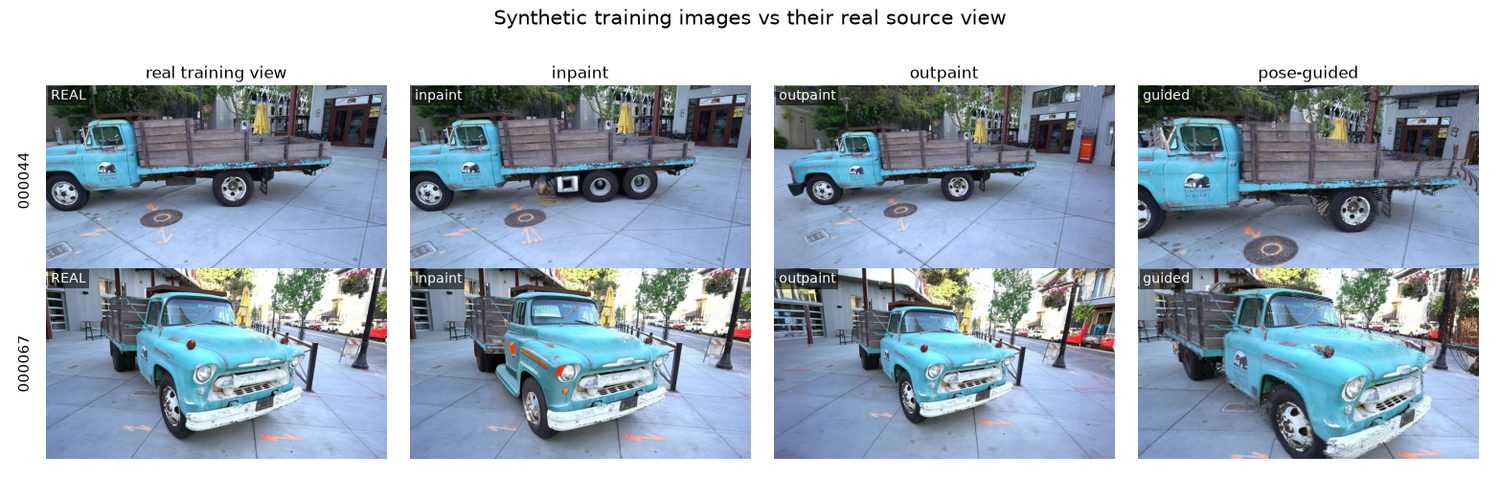 Synthetic training images vs their real source view
real training view inpaint outpaint pose-guided
000044
REAL inpaint outpaint guided
000067
REAL inpaint outpaint guided